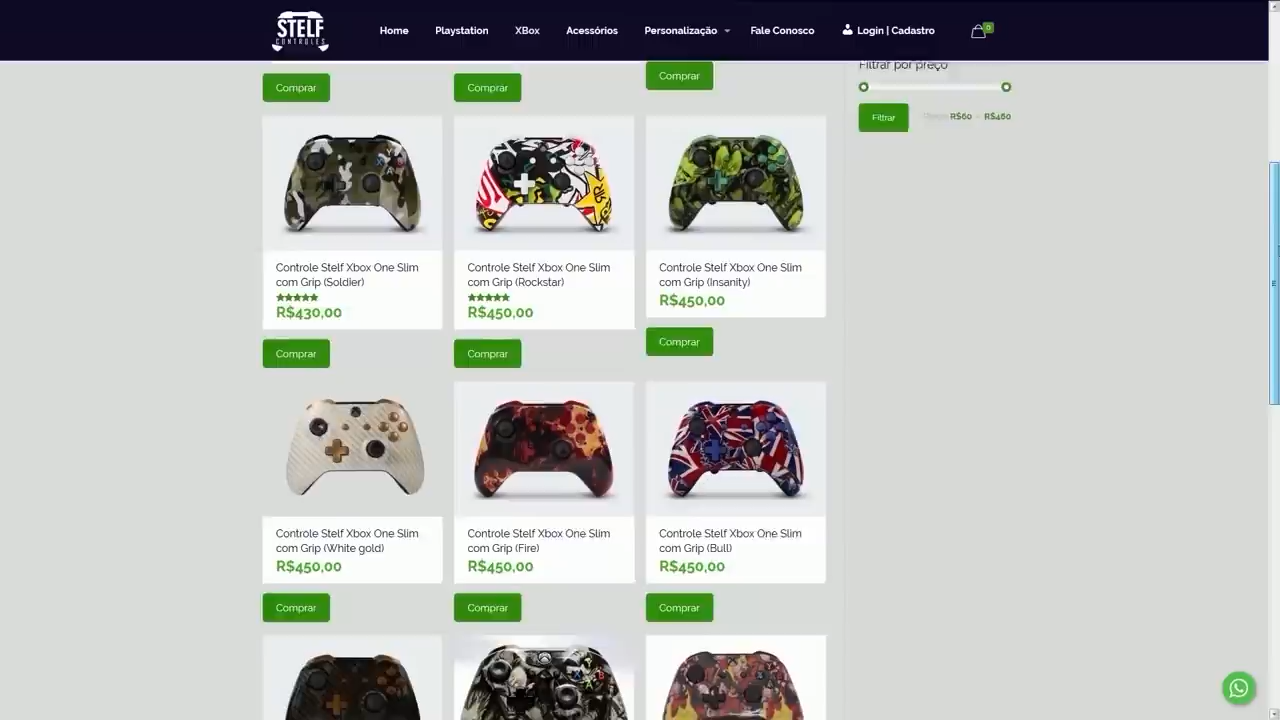 STELF
CONTROLES
Home
Playstation
XBox
Acessórios
Personalização
Fale Conosco
Login | Cadastro
0
Filtrar por preço
Comprar
Comprar
Comprar
Filtrar
R$60 - R$460
Controle Stelf Xbox One Slim
com Grip (Soldier)
R$430,00
Controle Stelf Xbox One Slim
com Grip (Rockstar)
R$450,00
Controle Stelf Xbox One Slim
com Grip (Insanity)
R$450,00
Comprar
Comprar
Comprar
Controle Stelf Xbox One Slim
com Grip (White gold)
R$450,00
Controle Stelf Xbox One Slim
com Grip (Fire)
R$450,00
Controle Stelf Xbox One Slim
com Grip (Bull)
R$450,00
Comprar
Comprar
Comprar